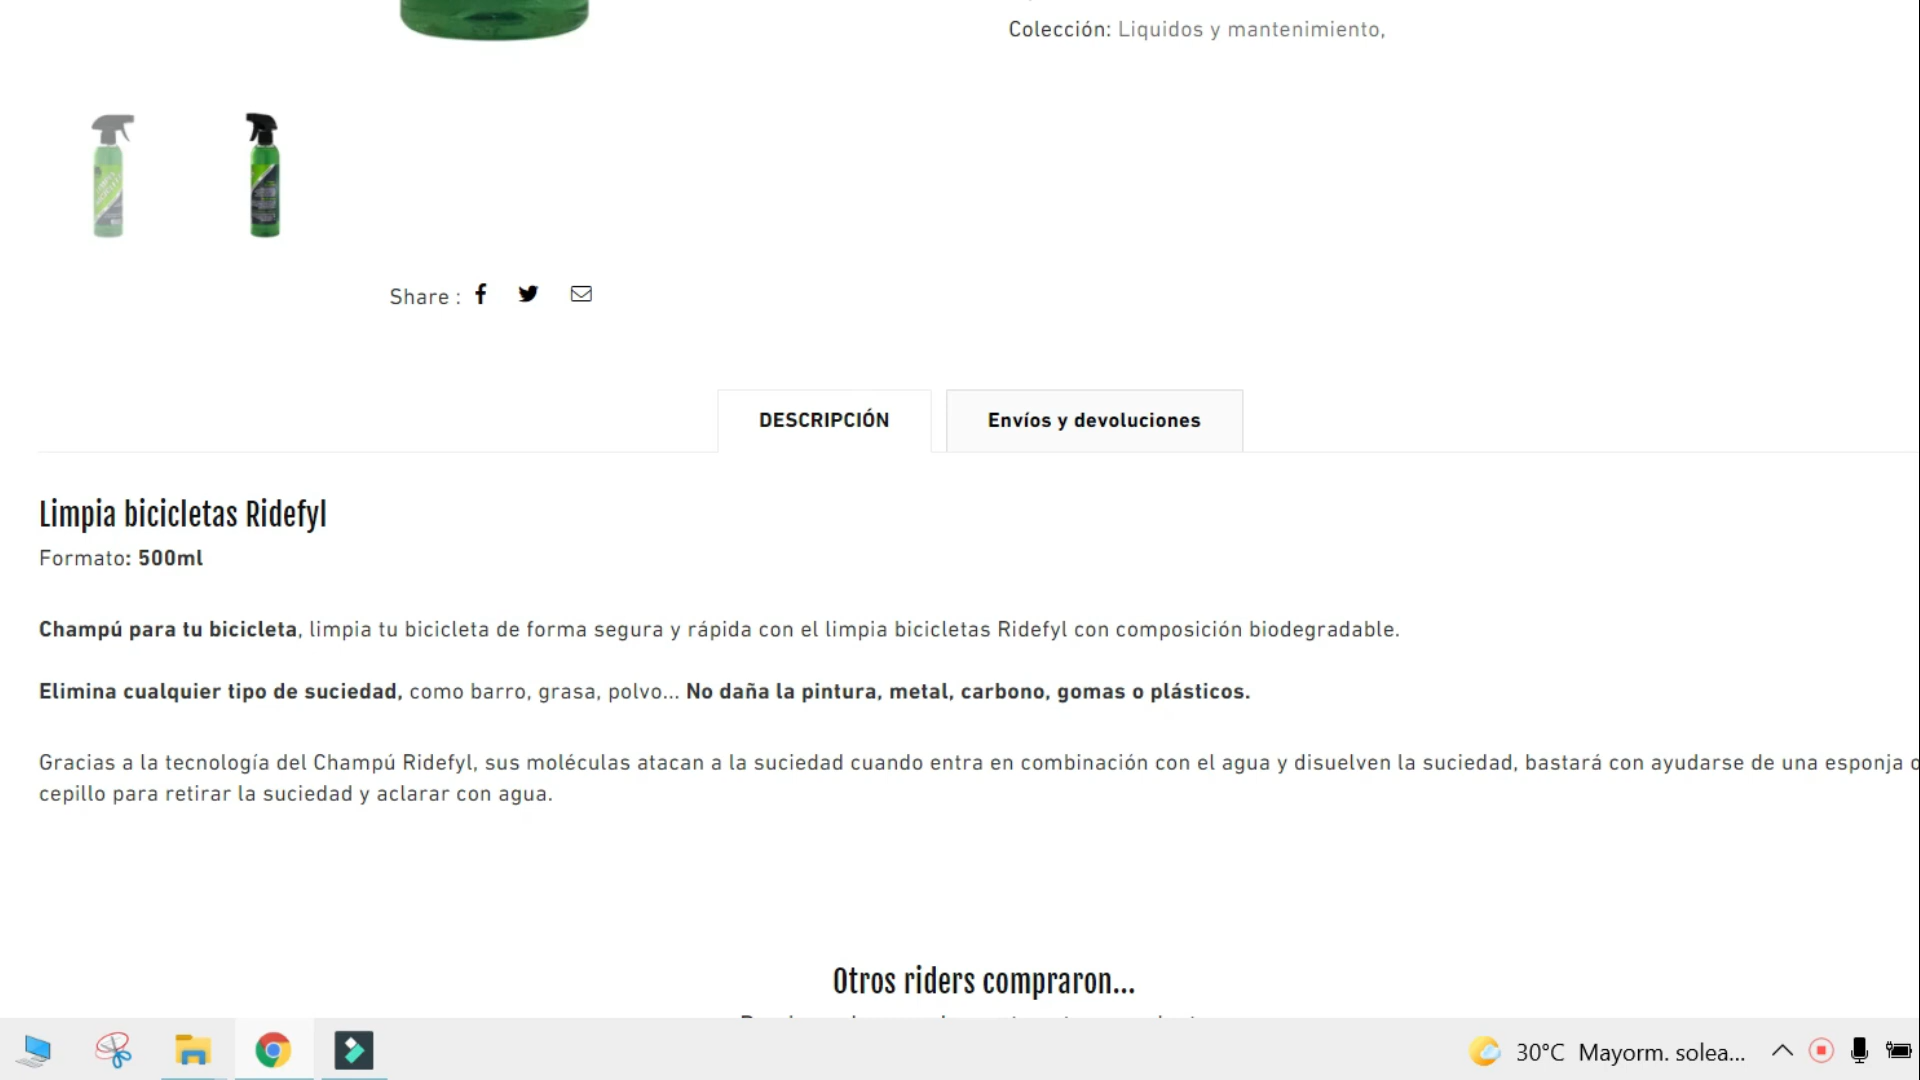 Colección: Liquidos y mantenimiento,
Share :
DESCRIPCIÓN
Envíos y devoluciones
Limpia bicicletas Ridefyl
Formato: 500ml
Champú para tu bicicleta, limpia tu bicicleta de forma segura y rápida con el limpia bicicletas Ridefyl con composición biodegradable.
Elimina cualquier tipo de suciedad, como barro, grasa, polvo... No daña la pintura, metal, carbono, gomas o plásticos.
Gracias a la tecnología del Champú Ridefyl, sus moléculas atacan a la suciedad cuando entra en combinación con el agua y disuelven la suciedad, bastará con ayudarse de una esponja o
cepillo para retirar la suciedad y aclarar con agua.
Otros riders compraron...
30°C Mayorm. solea...